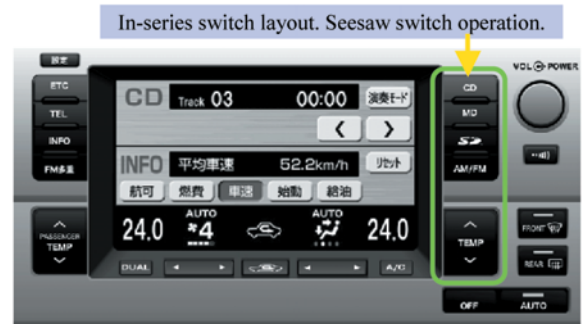 In-series switch layout. Seesaw switch operation.
設定
VOL POWER
ETC
CD
CD Track 03 00:00 演奏モード
TEL
MD
INFO
SD
INFO 平均車速 52.2km/h リセット
FM多重
AM/FM
航可 燃費 車速 始動 給油
AUTO
AUTO
24.0 4 24.0
PASSENGER
TEMP
TEMP
FRONT
REAR
DUAL
A/C
OFF
AUTO